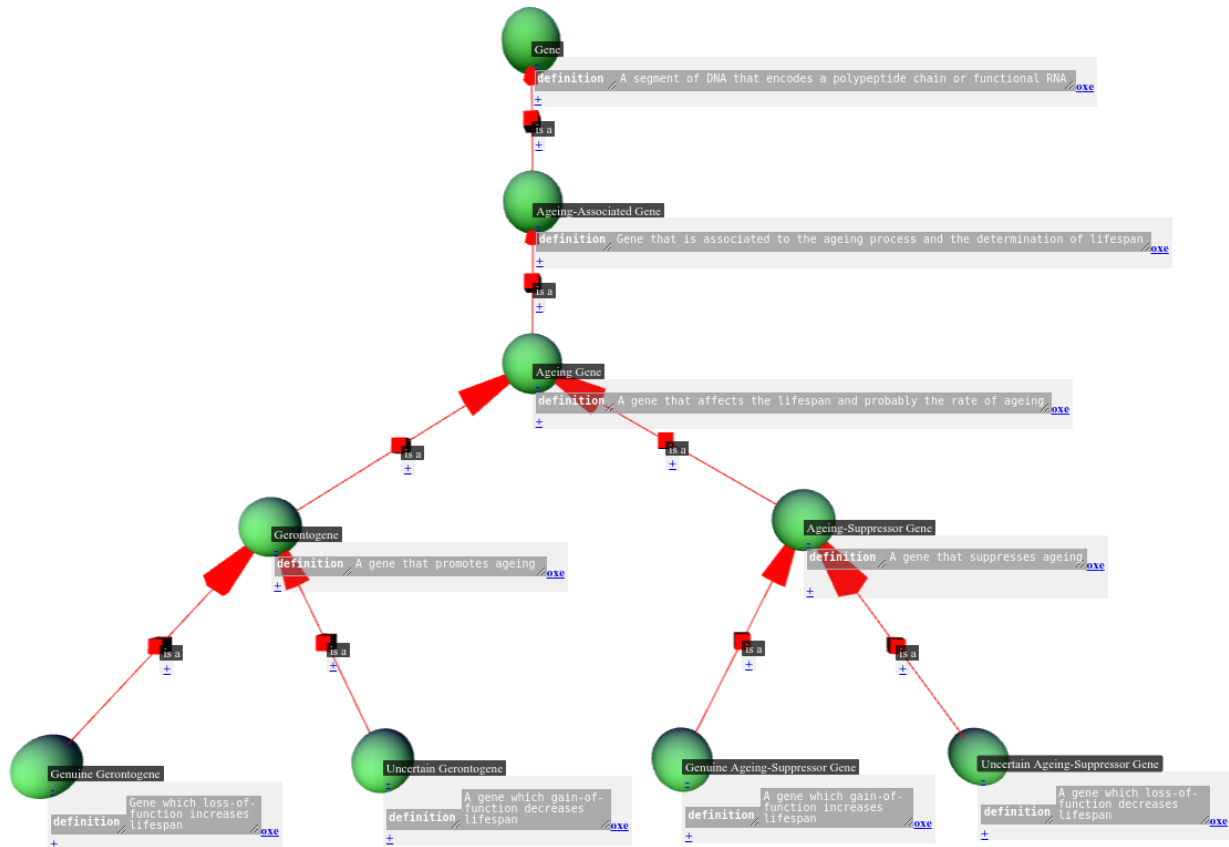 Gene
-
definition A segment of DNA that encodes a polypeptide chain or functional RNA oxe
+
is a
+
Ageing-Associated Gene
-
definition Gene that is associated to the ageing process and the determination of lifespan oxe
+
is a
+
Ageing Gene
-
definition A gene that affects the lifespan and probably the rate of ageing oxe
+
is a
+
is a
+
Gerontogene
-
definition A gene that promotes ageing oxe
+
Ageing-Suppressor Gene
-
definition A gene that suppresses ageing oxe
+
is a
+
is a
+
is a
+
is a
+
Genuine Gerontogene
-
definition Gene which loss-of-
function increases
lifespan oxe
+
Uncertain Gerontogene
-
definition A gene which gain-of-
function decreases
lifespan oxe
+
Genuine Ageing-Suppressor Gene
-
definition A gene which gain-of-
function increases
lifespan oxe
+
Uncertain Ageing-Suppressor Gene
-
definition A gene which loss-of-
function decreases
lifespan oxe
+